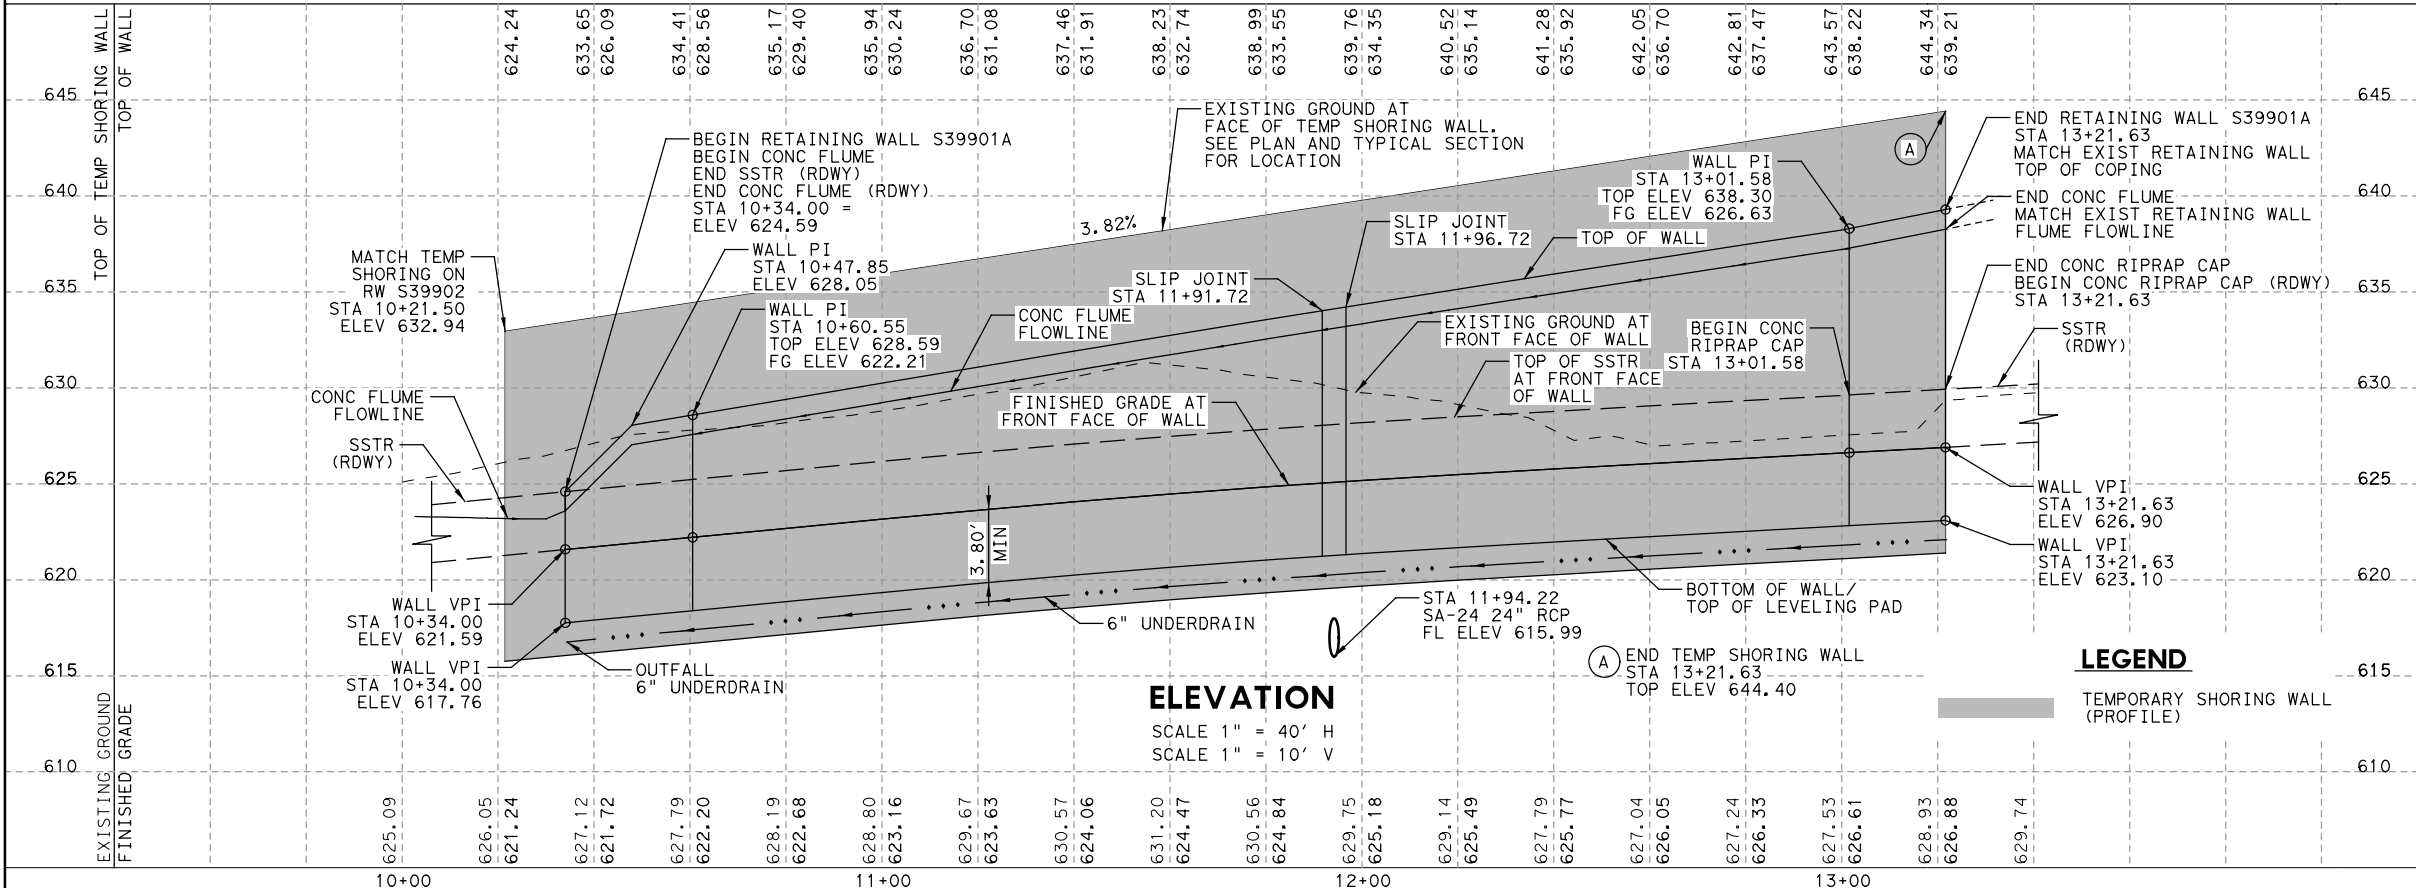 TOP OF TEMP SHORING WALL
TOP OF WALL
624.24
633.65
626.09
634.41
628.56
635.17
629.40
635.94
630.24
636.70
631.08
637.46
631.91
638.23
632.74
638.99
633.55
639.76
634.35
640.52
635.14
641.28
635.92
642.05
636.70
642.81
637.47
643.57
638.22
644.34
639.21
645
640
635
630
625
620
615
610
645
640
635
630
625
620
615
610
BEGIN RETAINING WALL S39901A
BEGIN CONC FLUME
END SSTR (RDWY)
END CONC FLUME (RDWY)
STA 10+34.00 =
ELEV 624.59
EXISTING GROUND AT
FACE OF TEMP SHORING WALL.
SEE PLAN AND TYPICAL SECTION
FOR LOCATION
3.82%
A
END RETAINING WALL S39901A
STA 13+21.63
MATCH EXIST RETAINING WALL
TOP OF COPING
WALL PI
STA 13+01.58
TOP ELEV 638.30
FG ELEV 626.63
END CONC FLUME
MATCH EXIST RETAINING WALL
FLUME FLOWLINE
SLIP JOINT
STA 11+96.72
TOP OF WALL
MATCH TEMP
SHORING ON
RW S39902
STA 10+21.50
ELEV 632.94
WALL PI
STA 10+47.85
ELEV 628.05
SLIP JOINT
STA 11+91.72
END CONC RIPRAP CAP
BEGIN CONC RIPRAP CAP (RDWY)
STA 13+21.63
WALL PI
STA 10+60.55
TOP ELEV 628.59
FG ELEV 622.21
CONC FLUME
FLOWLINE
EXISTING GROUND AT
FRONT FACE OF WALL
BEGIN CONC
RIPRAP CAP
STA 13+01.58
SSTR
(RDWY)
TOP OF SSTR
AT FRONT FACE
OF WALL
CONC FLUME
FLOWLINE
SSTR
(RDWY)
FINISHED GRADE AT
FRONT FACE OF WALL
3.80' MIN
WALL VPI
STA 13+21.63
ELEV 626.90
WALL VPI
STA 13+21.63
ELEV 623.10
WALL VPI
STA 10+34.00
ELEV 621.59
WALL VPI
STA 10+34.00
ELEV 617.76
OUTFALL
6" UNDERDRAIN
6" UNDERDRAIN
STA 11+94.22
SA-24 24" RCP
FL ELEV 615.99
BOTTOM OF WALL/
TOP OF LEVELING PAD
A END TEMP SHORING WALL
STA 13+21.63
TOP ELEV 644.40
LEGEND
TEMPORARY SHORING WALL
(PROFILE)
ELEVATION
SCALE 1" = 40' H
SCALE 1" = 10' V
EXISTING GROUND
FINISHED GRADE
625.09
626.05
621.24
627.12
621.72
627.79
622.20
628.19
622.68
628.80
623.16
629.67
623.63
630.57
624.06
631.20
624.47
630.56
624.84
629.75
625.18
629.14
625.49
627.79
625.77
627.04
626.05
627.24
626.33
627.53
626.61
628.93
626.88
629.74
10+00
11+00
12+00
13+00